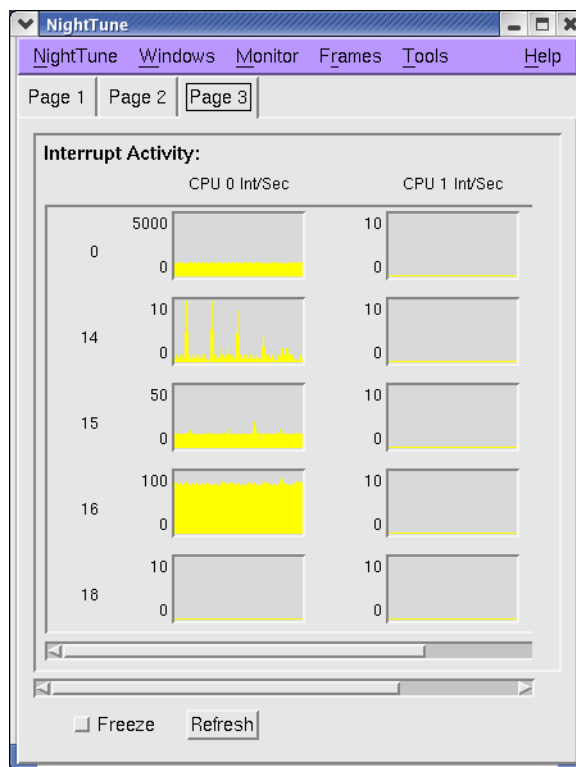 NightTune
NightTune Windows Monitor Frames Tools Help
Page 1 Page 2 Page 3
Interrupt Activity:
CPU 0 Int/Sec CPU 1 Int/Sec
5000 10
0
0 0
10 10
14
0 0
50 10
15
0 0
100 10
16
0 0
10 10
18
0 0
Freeze Refresh